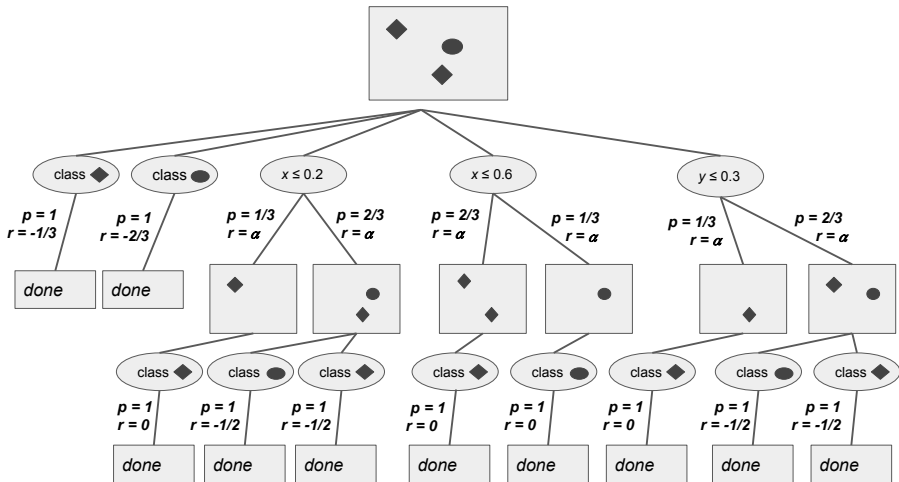 class
class
x ≤ 0.2
x ≤ 0.6
y ≤ 0.3
p = 1
r = -1/3
p = 1
r = -2/3
p = 1/3
r = α
p = 2/3
r = α
p = 2/3
r = α
p = 1/3
r = α
p = 1/3
r = α
p = 2/3
r = α
done
done
class
class
class
class
class
class
class
class
p = 1
r = 0
p = 1
r = -1/2
p = 1
r = -1/2
p = 1
r = 0
p = 1
r = 0
p = 1
r = 0
p = 1
r = -1/2
p = 1
r = -1/2
done
done
done
done
done
done
done
done